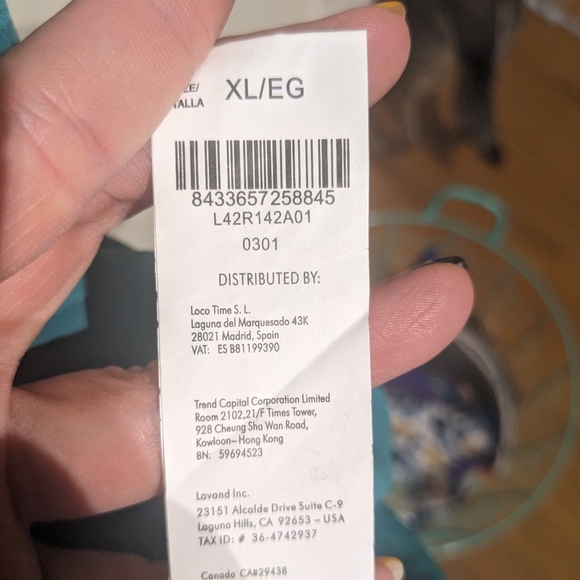 TALLA
XL/EG
8433657258845
L42R142A01
0301
DISTRIBUTED BY:
Loco Time S. L.
Laguna del Marquesado 43K
28021 Madrid, Spain
VAT: ES B81199390
Trend Capital Corporation Limited
Room 2102,21/F Times Tower,
928 Cheung Sha Wan Road,
Kowloon-Hong Kong
BN: 59694523
Lavand Inc.
23151 Alcalde Drive Suite C-9
Laguna Hills, CA 92653 – USA
TAX ID: # 36-4742937
Canada CA#29438